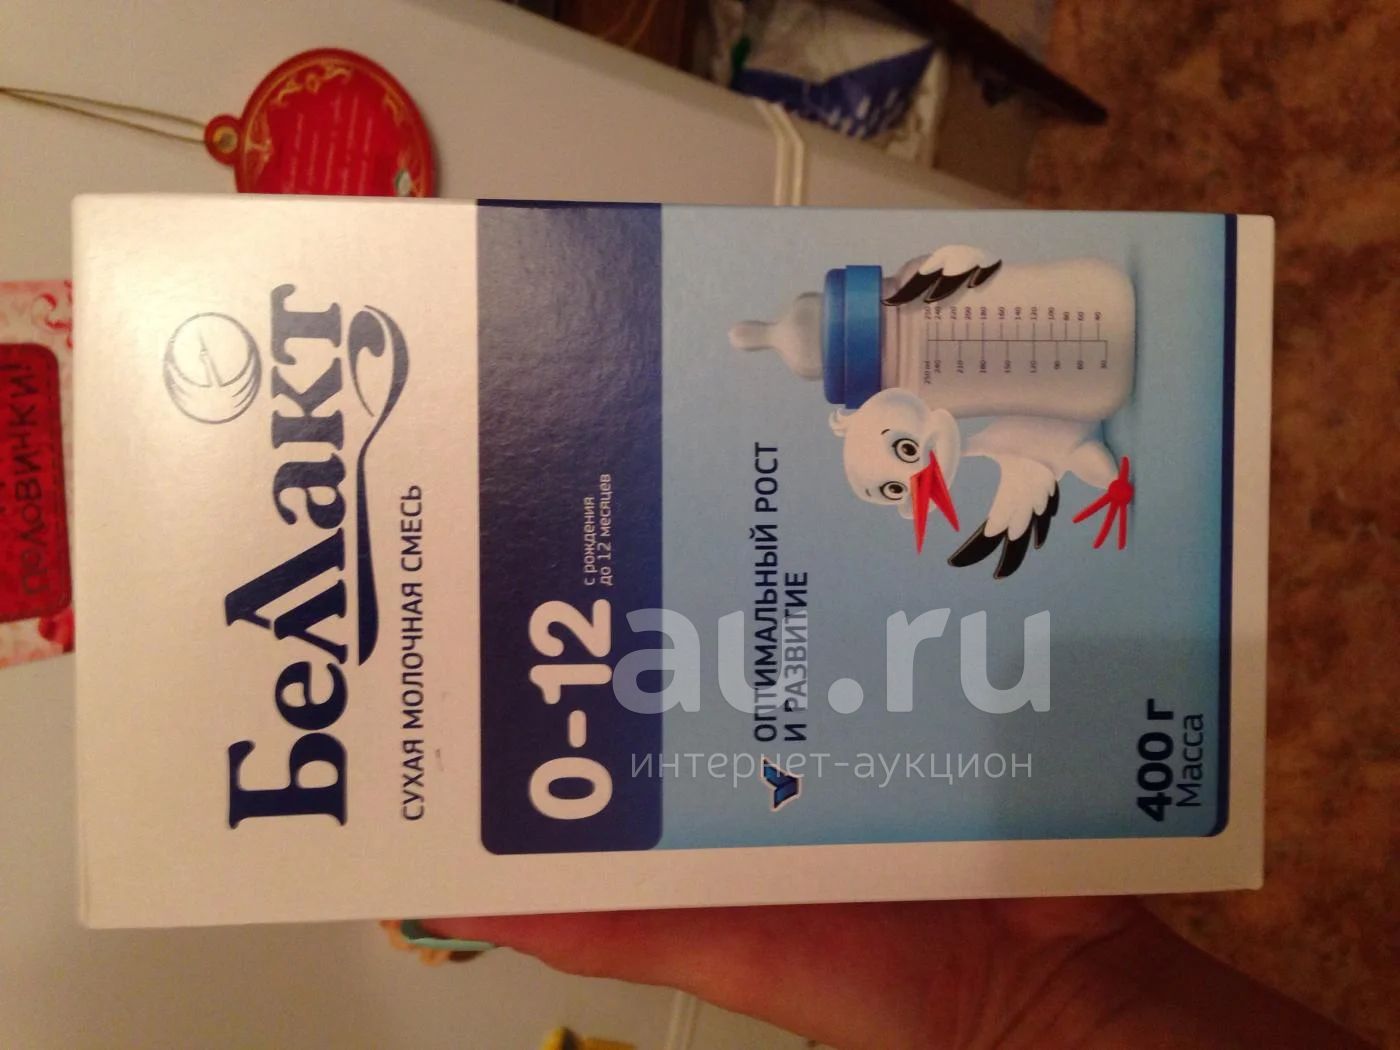 БеЛЛакт
СУХАЯ МОЛОЧНАЯ СМЕСЬ
0-12
с рождения
до 12 месяцев
ОПТИМАЛЬНЫЙ РОСТ
И РАЗВИТИЕ
400 г
Масса
ПОЛОВИНКИ!
au.ru
интернет-аукцион